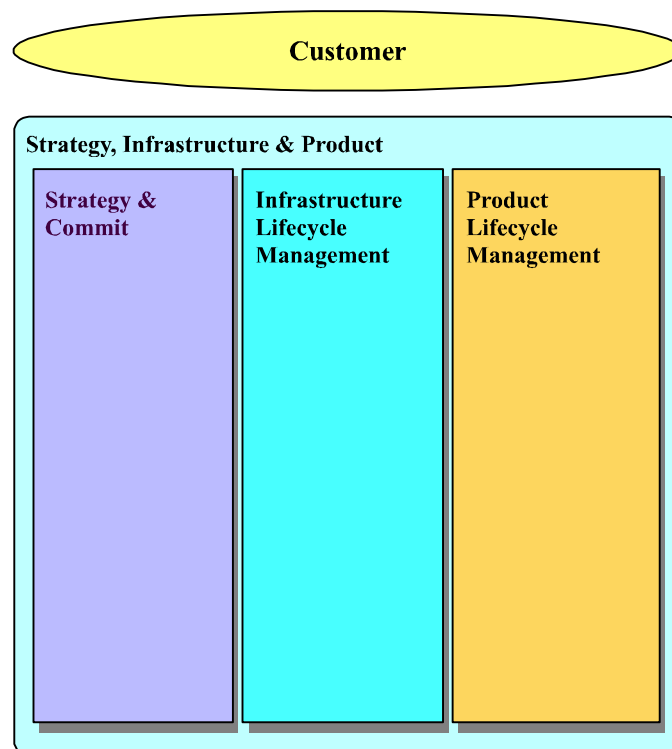 Customer
Strategy, Infrastructure & Product
Strategy &
Commit
Infrastructure
Lifecycle
Management
Product
Lifecycle
Management